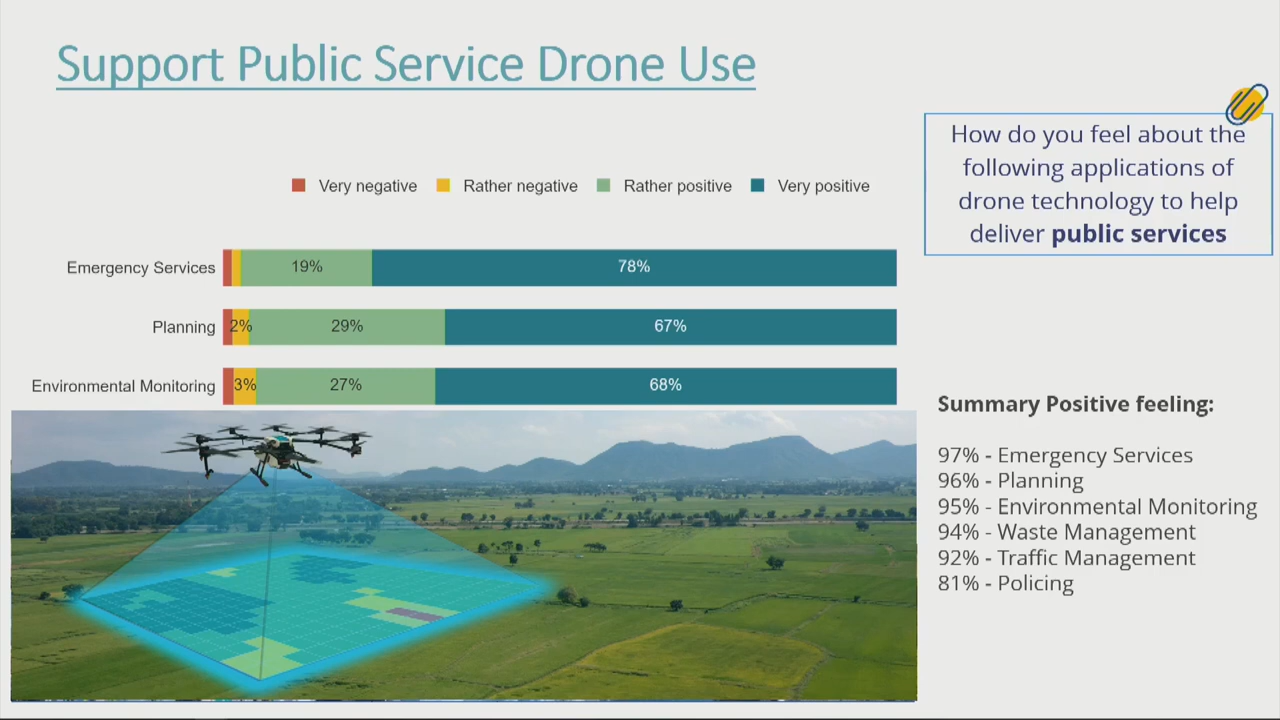 Support Public Service Drone Use
How do you feel about the
following applications of
drone technology to help
deliver public services
Very negative Rather negative Rather positive Very positive
Emergency Services 19% 78%
Planning 2% 29% 67%
Environmental Monitoring 3% 27% 68%
Summary Positive feeling:
97% - Emergency Services
96% - Planning
95% - Environmental Monitoring
94% - Waste Management
92% - Traffic Management
81% - Policing